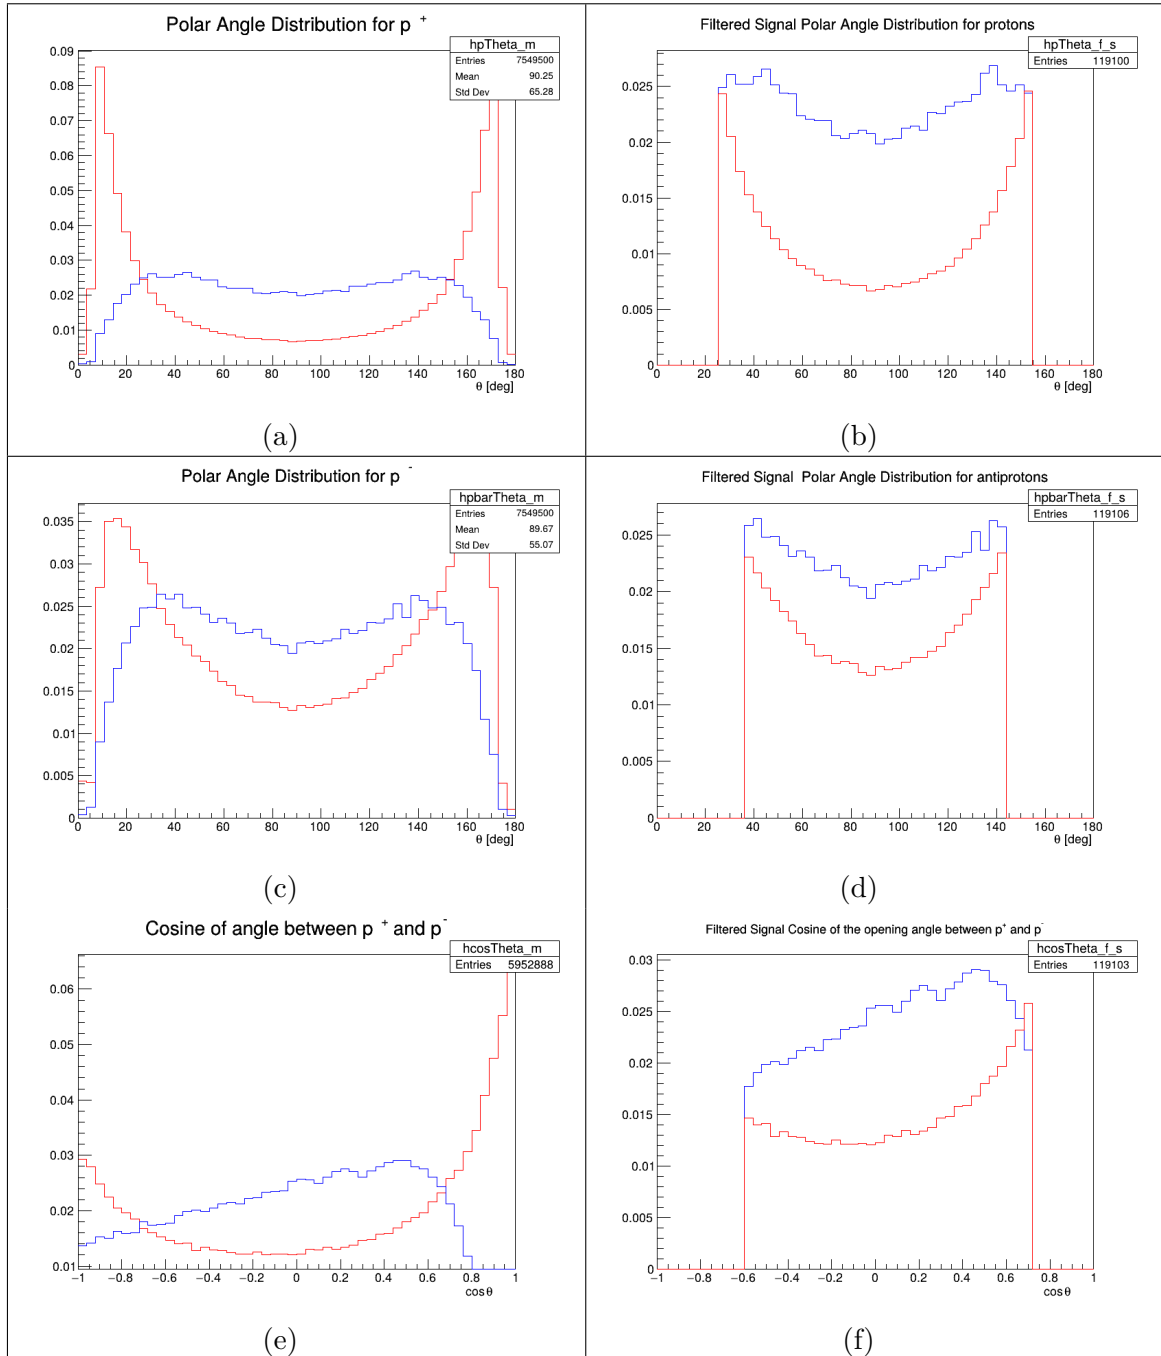 Polar Angle Distribution for p +
hpTheta_m
Entries 7549500
Mean 90.25
Std Dev 65.28
0.09
0.08
0.07
0.06
0.05
0.04
0.03
0.02
0.01
0
0 20 40 60 80 100 120 140 160 180
θ [deg]
(a)
Filtered Signal Polar Angle Distribution for protons
hpTheta_f_s
Entries 119100
0.025
0.02
0.015
0.01
0.005
0
0 20 40 60 80 100 120 140 160 180
θ [deg]
(b)
Polar Angle Distribution for p -
hpbarTheta_m
Entries 7549500
Mean 89.67
Std Dev 55.07
0.035
0.03
0.025
0.02
0.015
0.01
0.005
0
0 20 40 60 80 100 120 140 160 180
θ [deg]
(c)
Filtered Signal Polar Angle Distribution for antiprotons
hpbarTheta_f_s
Entries 119106
0.025
0.02
0.015
0.01
0.005
0
0 20 40 60 80 100 120 140 160 180
θ [deg]
(d)
Cosine of angle between p + and p -
hcosTheta_m
Entries 5952888
0.06
0.05
0.04
0.03
0.02
0.01
−1 −0.8 −0.6 −0.4 −0.2 0 0.2 0.4 0.6 0.8 1
cosθ
(e)
Filtered Signal Cosine of the opening angle between p+ and p-
hcosTheta_f_s
Entries 119103
0.03
0.025
0.02
0.015
0.01
0.005
0
−1 −0.8 −0.6 −0.4 −0.2 0 0.2 0.4 0.6 0.8 1
cosθ
(f)